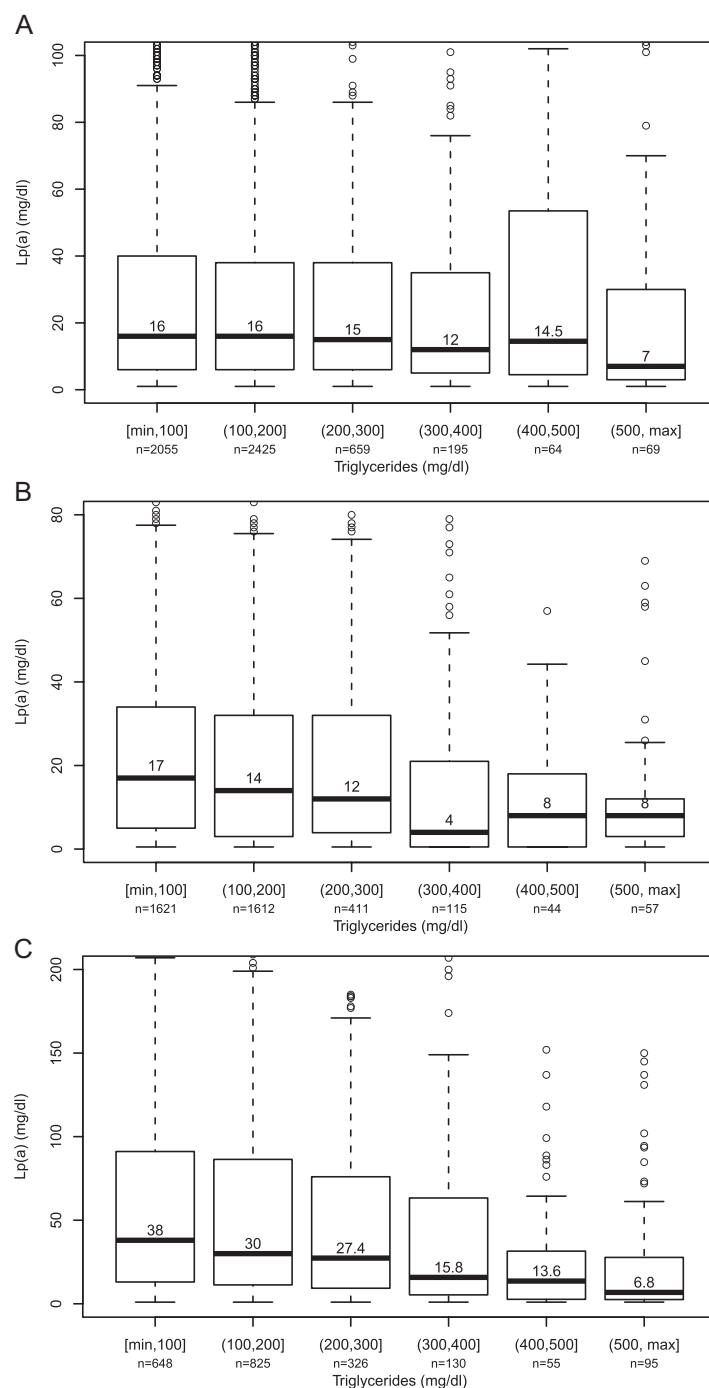 A
100
80
60
40
20
0
Lp(a) (mg/dl)
16 16 15 12 14.5 7
[min,100] (100,200] (200,300] (300,400] (400,500] (500, max]
n=2055 n=2425 n=659 n=195 n=64 n=69
Triglycerides (mg/dl)
B
80
60
40
20
0
Lp(a) (mg/dl)
17 14 12 4 8 8
[min,100] (100,200] (200,300] (300,400] (400,500] (500, max]
n=1621 n=1612 n=411 n=115 n=44 n=57
Triglycerides (mg/dl)
C
200
150
100
50
0
Lp(a) (mg/dl)
38 30 27.4 15.8 13.6 6.8
[min,100] (100,200] (200,300] (300,400] (400,500] (500, max]
n=648 n=825 n=326 n=130 n=55 n=95
Triglycerides (mg/dl)